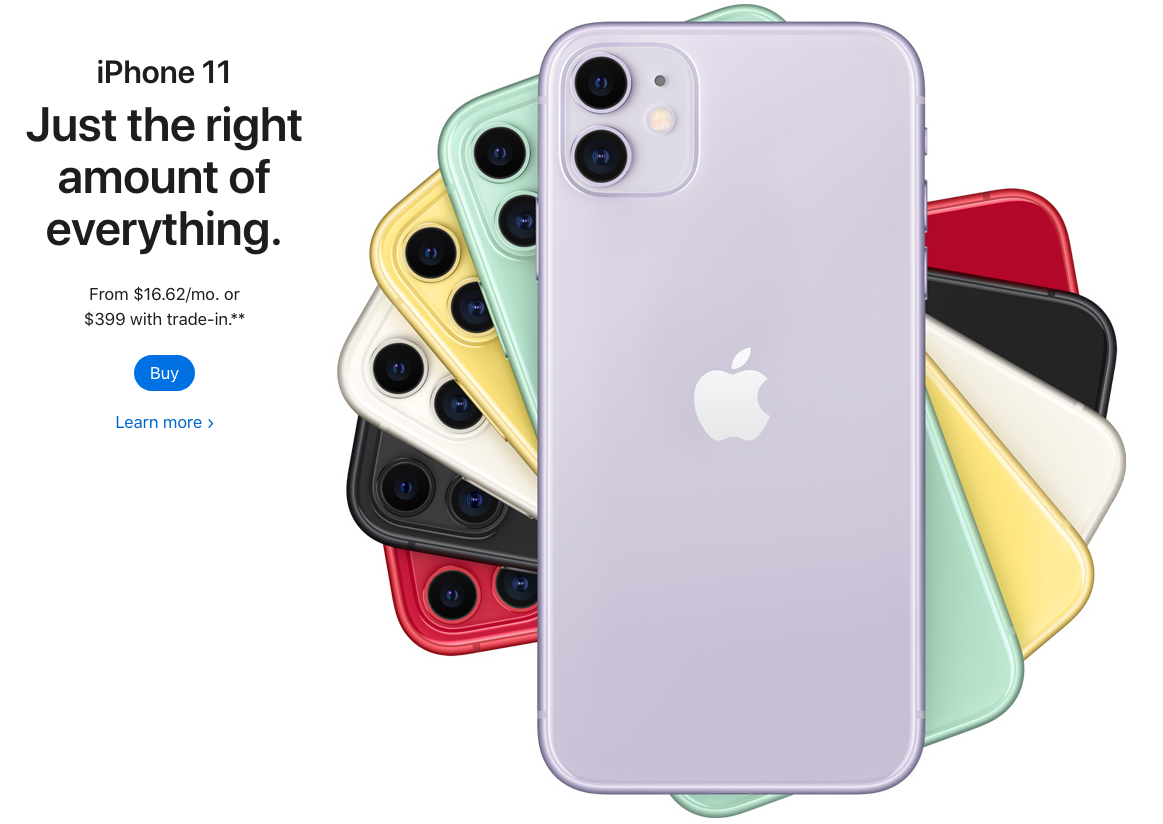 iPhone 11
Just the right
amount of
everything.
From $16.62/mo. or
$399 with trade-in.**
Buy
Learn more ›